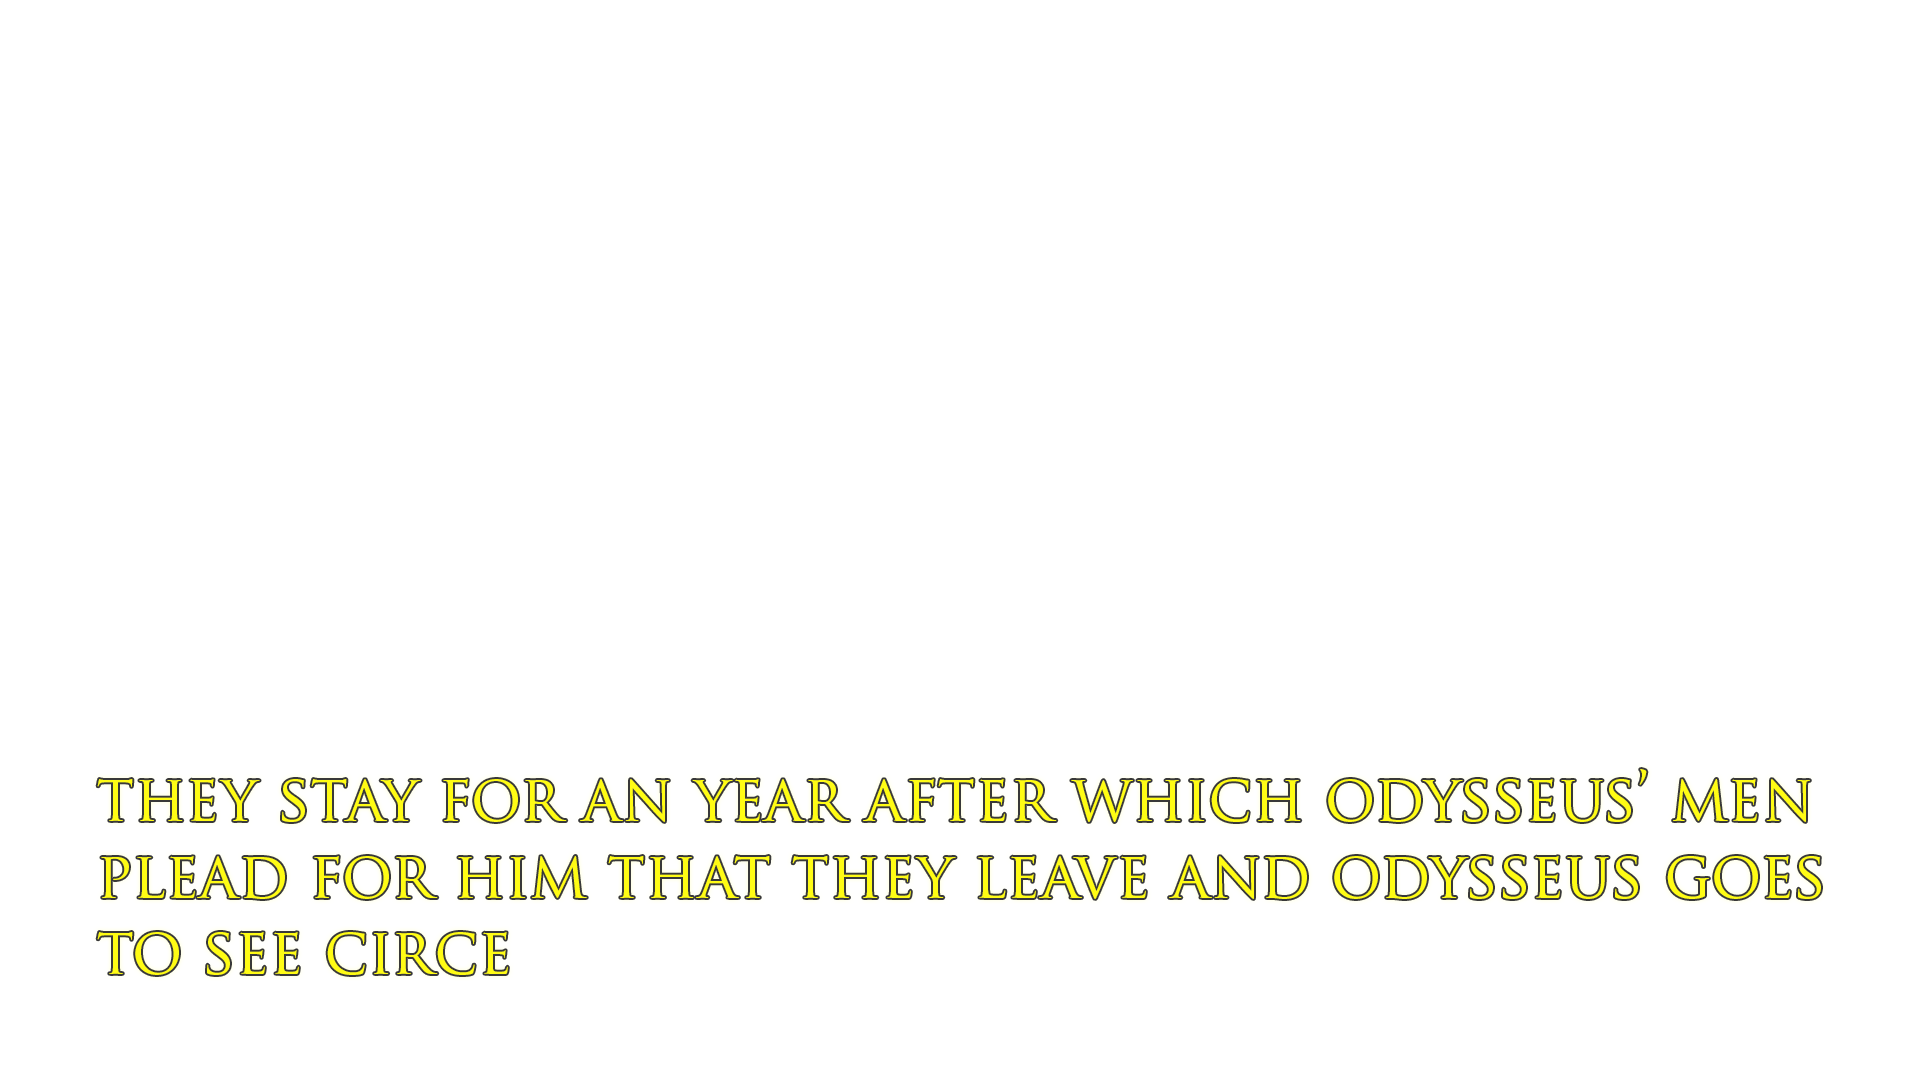 THEY STAY FOR AN YEAR AFTER WHICH ODYSSEUS’ MEN
PLEAD FOR HIM THAT THEY LEAVE AND ODYSSEUS GOES
TO SEE CIRCE